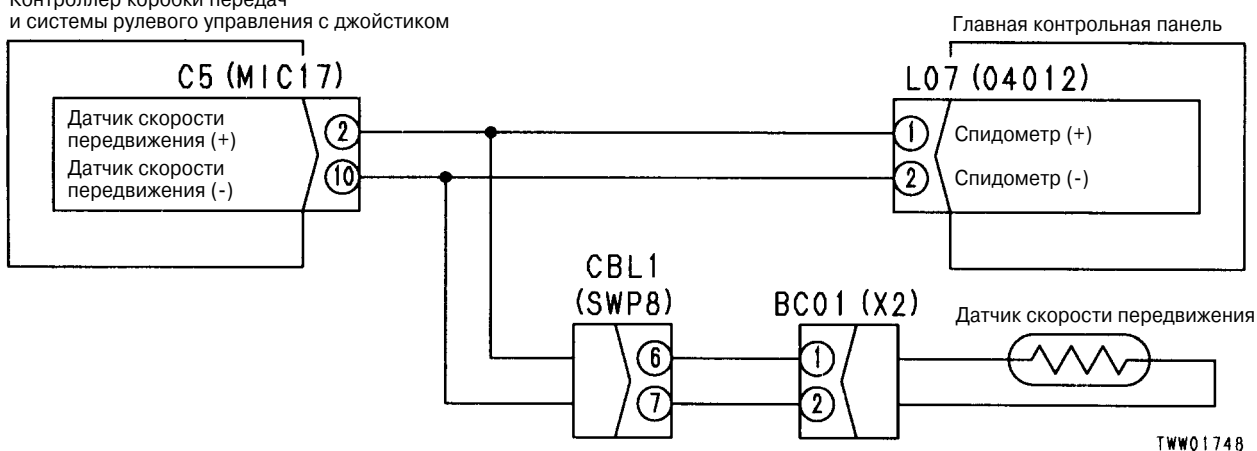 Контроллер коробки передач
и системы рулевого управления с джойстиком
Главная контрольная панель
C5 (MIC17)
L07 (04012)
Датчик скорости
передвижения (+)
2
1
Спидометр (+)
Датчик скорости
передвижения (-)
10
2
Спидометр (-)
CBL1
(SWP8)
BC01 (X2)
Датчик скорости передвижения
6
1
7
2
TWW01748